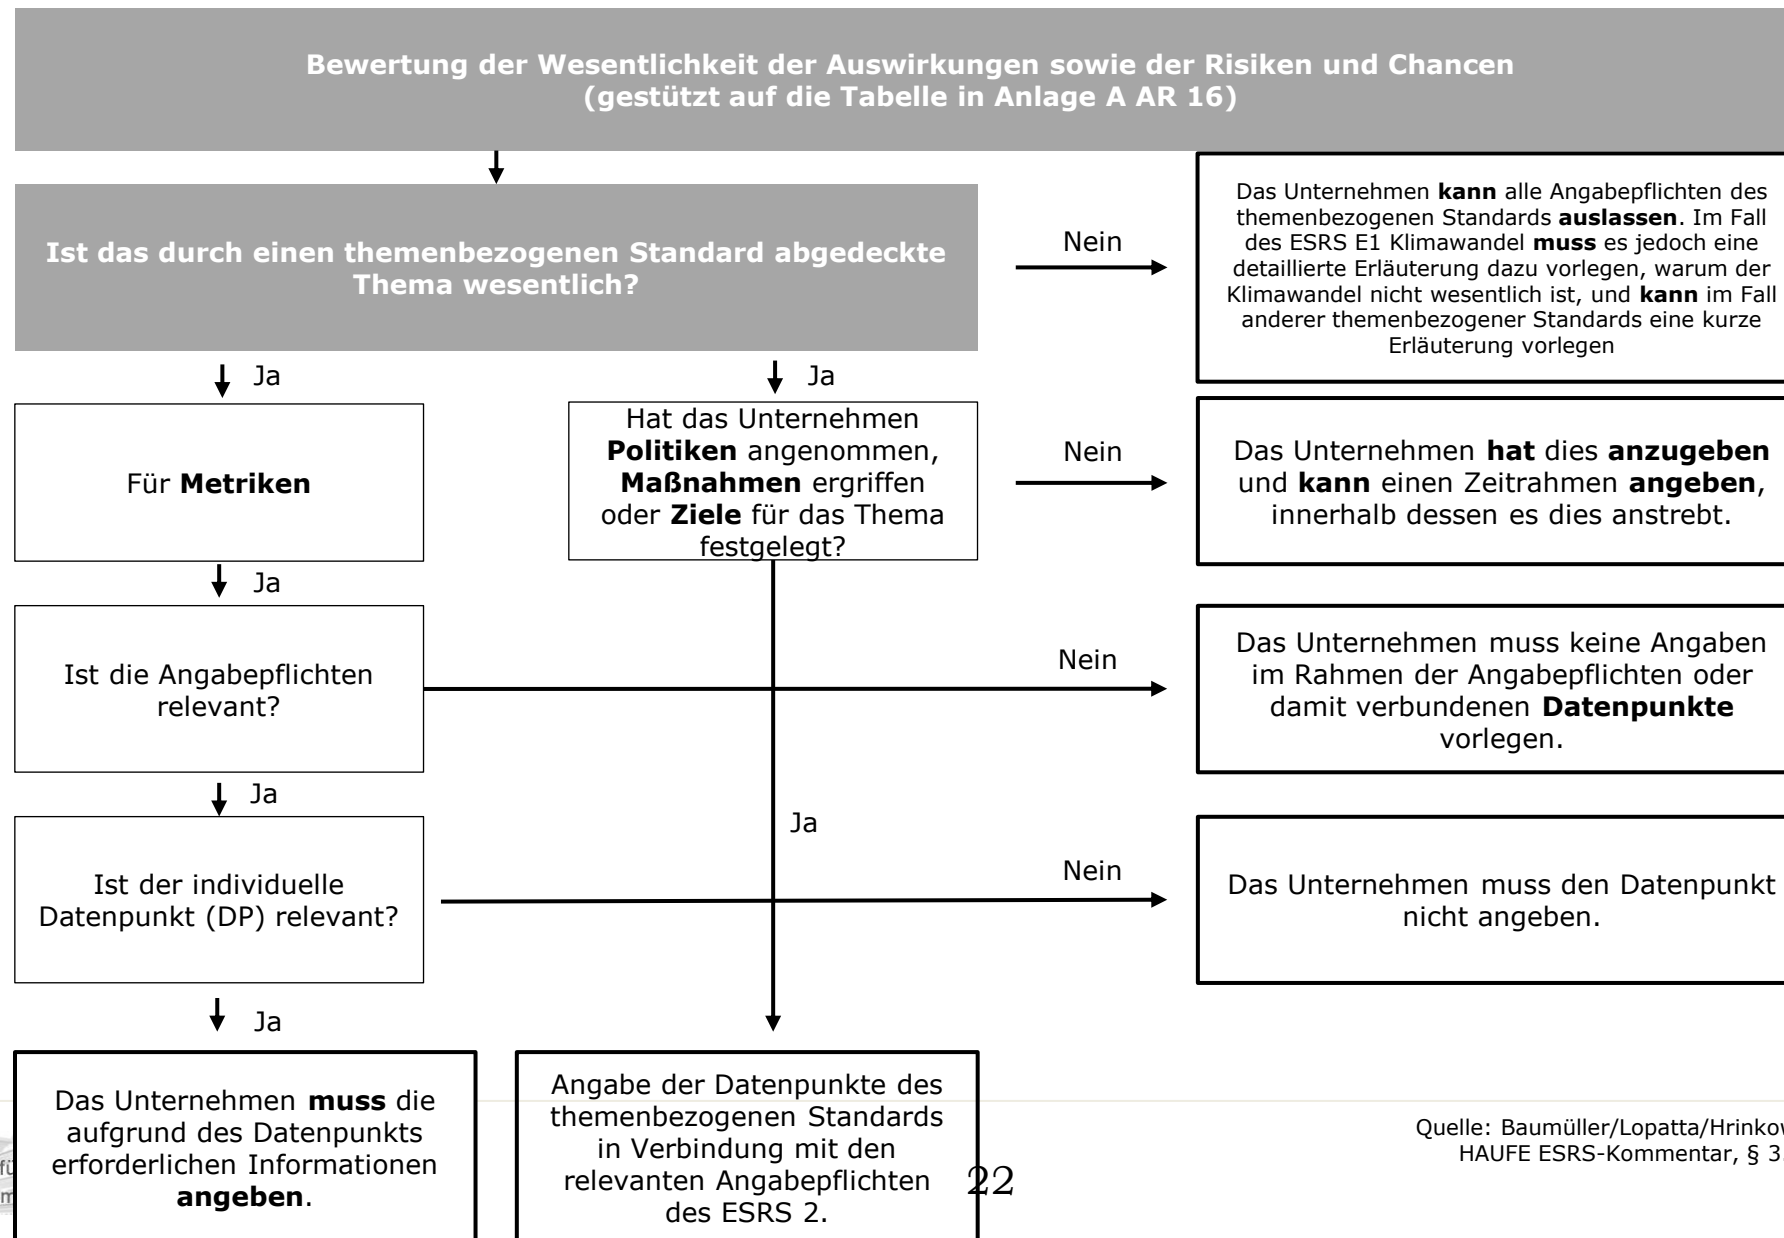 Bewertung der Wesentlichkeit der Auswirkungen sowie der Risiken und Chancen
(gestützt auf die Tabelle in Anlage A AR 16)
Ist das durch einen themenbezogenen Standard abgedeckte
Thema wesentlich?
Nein
Das Unternehmen kann alle Angabepflichten des
themenbezogenen Standards auslassen. Im Fall
des ESRS E1 Klimawandel muss es jedoch eine
detaillierte Erläuterung dazu vorlegen, warum der
Klimawandel nicht wesentlich ist, und kann im Fall
anderer themenbezogener Standards eine kurze
Erläuterung vorlegen
Ja
Ja
Für Metriken
Hat das Unternehmen
Politiken angenommen,
Maßnahmen ergriffen
oder Ziele für das Thema
festgelegt?
Nein
Das Unternehmen hat dies anzugeben
und kann einen Zeitrahmen angeben,
innerhalb dessen es dies anstrebt.
Ja
Ist die Angabepflichten
relevant?
Nein
Das Unternehmen muss keine Angaben
im Rahmen der Angabepflichten oder
damit verbundenen Datenpunkte
vorlegen.
Ja
Ja
Ist der individuelle
Datenpunkt (DP) relevant?
Nein
Das Unternehmen muss den Datenpunkt
nicht angeben.
Ja
Das Unternehmen muss die
aufgrund des Datenpunkts
erforderlichen Informationen
angeben.
Angabe der Datenpunkte des
themenbezogenen Standards
in Verbindung mit den
relevanten Angabepflichten
des ESRS 2.
22
Quelle: Baumüller/Lopatta/Hrinkow
HAUFE ESRS-Kommentar, § 3